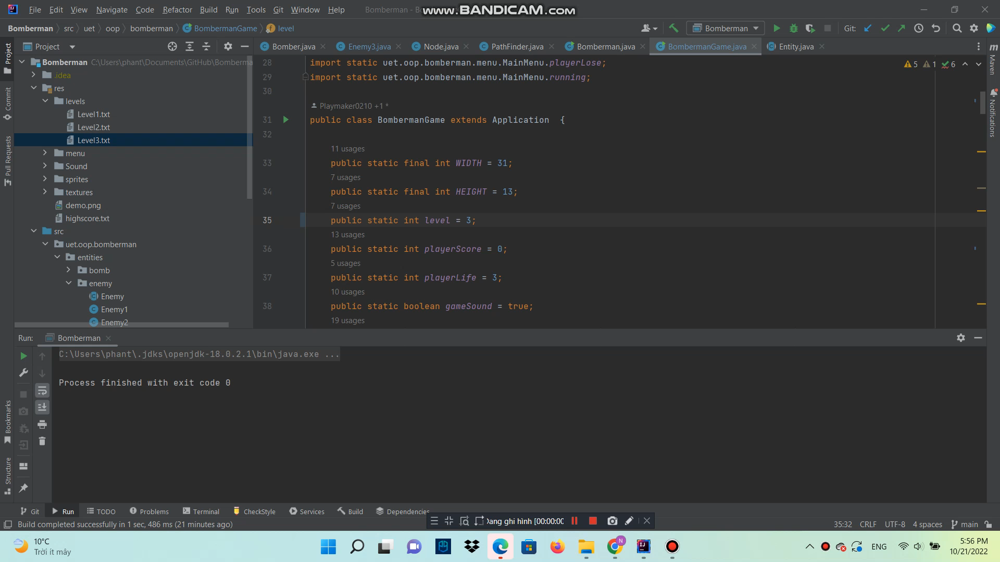 File Edit View Navigate Code Refactor Build Run Tools Git Window Help Bomberman - Bo
www.BANDICAM.com
Bomberman src uet oop bomberman BombermanGame level
Bomberman Git:
Project
Bomber.java Enemy3.java Node.java PathFinder.java Bomberman.java BombermanGame.java Entity.java
Bomberman C:\Users\phant\Documents\GitHub\Bomberma
.idea
res
levels
Level1.txt
Level2.txt
Level3.txt
menu
Sound
sprites
textures
demo.png
highscore.txt
src
uet.oop.bomberman
entities
bomb
enemy
Enemy
Enemy1
Enemy2
28 import static uet.oop.bomberman.menu.MainMenu.playerLose;
29 import static uet.oop.bomberman.menu.MainMenu.running;
30
Playmaker0210 +1 *
31 public class BombermanGame extends Application {
32
11 usages
33 public static final int WIDTH = 31;
7 usages
34 public static final int HEIGHT = 13;
7 usages
35 public static int level = 3;
13 usages
36 public static int playerScore = 0;
5 usages
37 public static int playerLife = 3;
10 usages
38 public static boolean gameSound = true;
19 usages
5 1 6
Project
Commit
Pull Requests
Bookmarks
Structure
Maven
Notifications
Run: Bomberman
C:\Users\phant\.jdks\openjdk-18.0.2.1\bin\java.exe ...
Process finished with exit code 0
Git Run TODO Problems Terminal CheckStyle Services Build Dependencies
Đang ghi hình [00:00:00
Build completed successfully in 1 sec, 486 ms (21 minutes ago)
35:32 CRLF UTF-8 4 spaces main
10°C
Trời ít mây
ENG
5:56 PM
10/21/2022